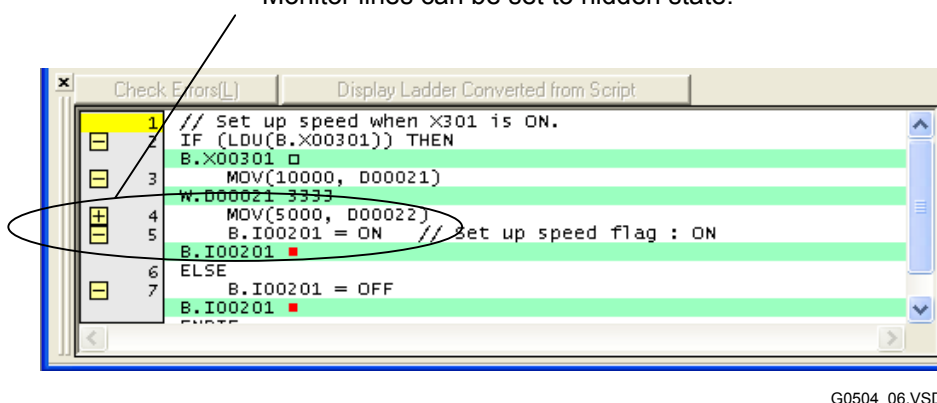 Monitor lines can be set to hidden state.
Check Errors(L) Display Ladder Converted from Script
1 // Set up speed when X301 is ON.
2 IF (LDU(B.X00301)) THEN
B.X00301
3 MOV(10000, D00021)
W.D00021 3333
4 MOV(5000, D00022)
5 B.I00201 = ON // Set up speed flag : ON
B.I00201
6 ELSE
7 B.I00201 = OFF
B.I00201
ENDIF
G0504_06.VSD